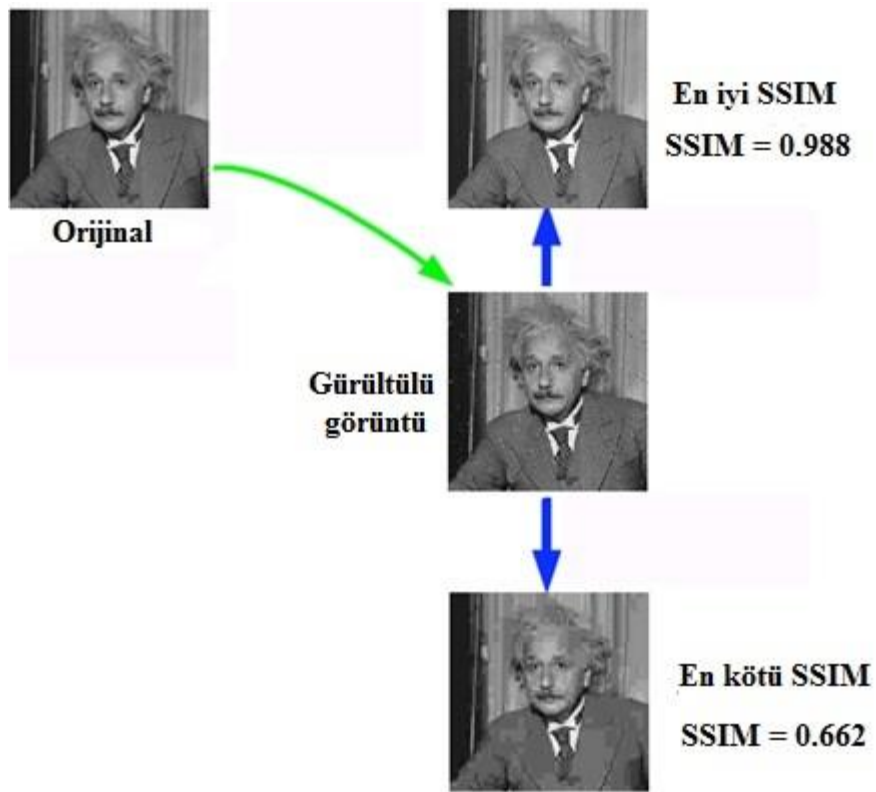 Orijinal
En iyi SSIM
SSIM = 0.988
Gürültülü
görüntü
En kötü SSIM
SSIM = 0.662